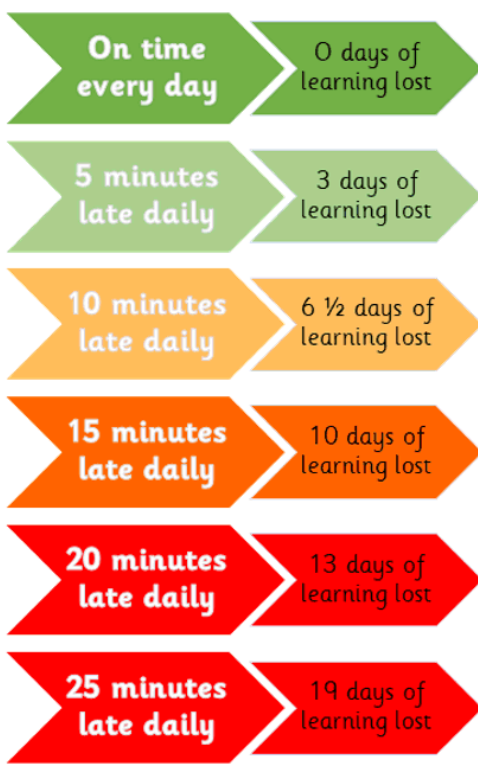 On time
every day
0 days of
learning lost
5 minutes
late daily
3 days of
learning lost
10 minutes
late daily
6 ½ days of
learning lost
15 minutes
late daily
10 days of
learning lost
20 minutes
late daily
13 days of
learning lost
25 minutes
late daily
19 days of
learning lost